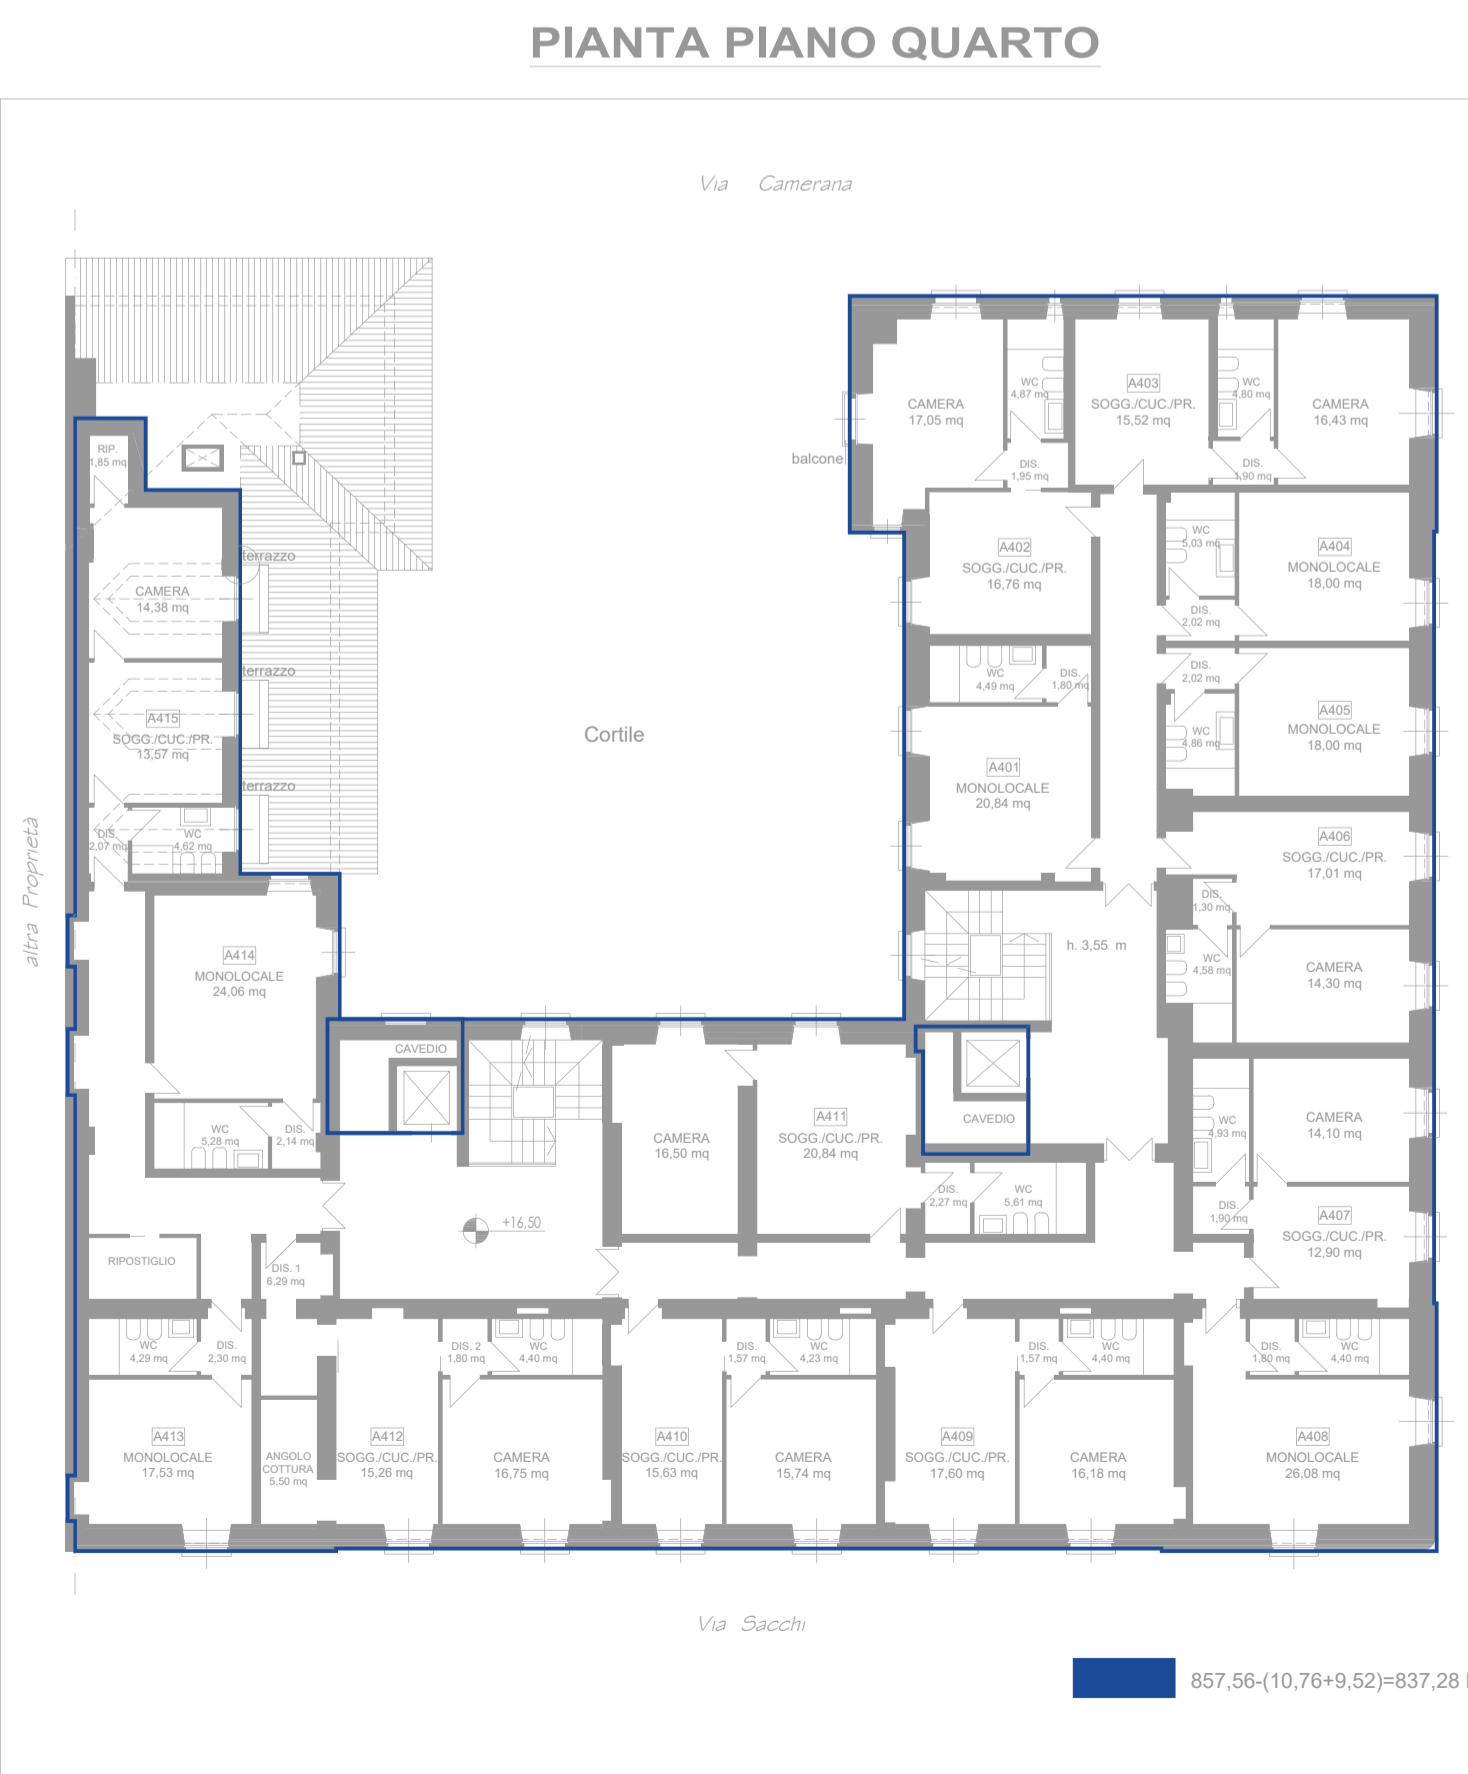 PIANTA PIANO QUARTO
Via Camerana
balcone
CAMERA
17,05 mq
WC
4,87 mq
DIS.
1,95 mq
A403
SOGG./CUC./PR.
15,52 mq
WC
4,80 mq
DIS.
1,90 mq
CAMERA
16,43 mq
A402
SOGG./CUC./PR.
16,76 mq
WC
5,03 mq
DIS.
2,02 mq
A404
MONOLOCALE
18,00 mq
WC
4,49 mq
DIS.
1,80 mq
DIS.
2,02 mq
WC
4,86 mq
A405
MONOLOCALE
18,00 mq
A401
MONOLOCALE
20,84 mq
A406
SOGG./CUC./PR.
17,01 mq
DIS.
1,30 mq
WC
4,58 mq
CAMERA
14,30 mq
h. 3,55 m
RIP.
1,85 mq
CAMERA
14,38 mq
terrazzo
terrazzo
terrazzo
A415
SOGG./CUC./PR.
13,57 mq
DIS.
2,07 mq
WC
4,62 mq
Cortile
altra Proprietà
A414
MONOLOCALE
24,06 mq
WC
5,28 mq
DIS.
2,14 mq
CAVEDIO
CAMERA
16,50 mq
A411
SOGG./CUC./PR.
20,84 mq
CAVEDIO
DIS.
2,27 mq
WC
5,61 mq
WC
4,93 mq
CAMERA
14,10 mq
DIS.
1,90 mq
A407
SOGG./CUC./PR.
12,90 mq
+16,50
RIPOSTIGLIO
DIS. 1
6,29 mq
WC
4,29 mq
DIS.
2,30 mq
A413
MONOLOCALE
17,53 mq
ANGOLO
COTTURA
5,50 mq
A412
SOGG./CUC./PR.
15,26 mq
DIS. 2
1,80 mq
WC
4,40 mq
CAMERA
16,75 mq
A410
SOGG./CUC./PR.
15,63 mq
DIS.
1,57 mq
WC
4,23 mq
CAMERA
15,74 mq
A409
SOGG./CUC./PR.
17,60 mq
DIS.
1,57 mq
WC
4,40 mq
CAMERA
16,18 mq
DIS.
1,80 mq
WC
4,40 mq
A408
MONOLOCALE
26,08 mq
Via Sacchi
857,56-(10,76+9,52)=837,28